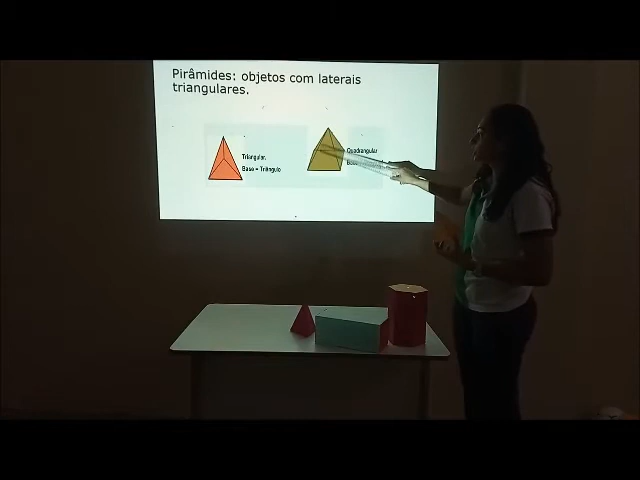 Pirâmides: objetos com laterais
triangulares.
Triangular.
Base = Triângulo
Quadrangular